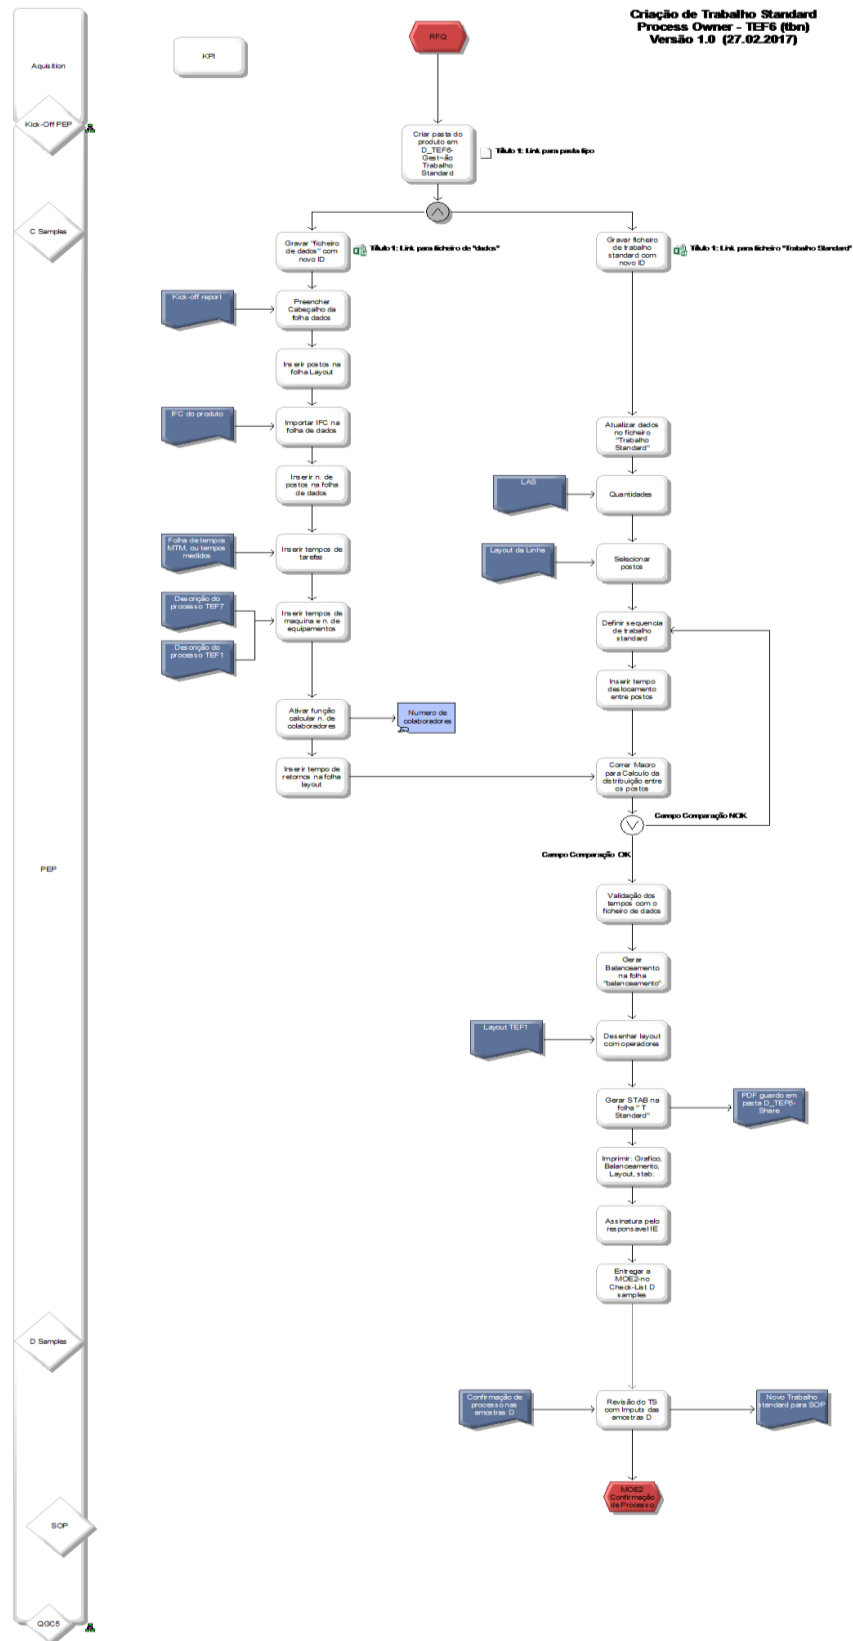 Criação de Trabalho Standard
Process Owner - TEF6 (tbn)
Versão 1.0 (27.02.2017)
RFQ
KPI
Aquisition
Kick-Off PEP
Criar pasta do
produto em
D_TEF6-
Gest~ão
Trabalho
Standard
Título 1: Link para pasta tipo
C Samples
Gravar "ficheiro
de dados" com
novo ID
Título 1: Link para ficheiro de "dados"
Gravar ficheiro
de trabalho
standard com
novo ID
Título 1: Link para ficheiro "Trabalho Standard"
Kick-off report
Preencher
Cabeçalho da
folha dados
Inserir postos na
folha Layout
IFC do produto
Importar IFC na
folha de dados
Atualizar dados
no ficheiro
"Trabalho
Standard"
Inserir n. de
postos na folha
de dados
LAS
Quantidades
Folha de tempos
MTM, ou tempos
medidos
Inserir tempos de
tarefas
Layout da Linha
Selecionar
postos
Descrição do
processo TEF7
Inserir tempos de
maquina e n. de
equipamentos
Descrição do
processo TEF1
Definir sequencia
de trabalho
standard
Inserir tempo
deslocamento
entre postos
Ativar função
calcular n. de
colaboradores
Numero de
colaboradores
Inserir tempo de
retornos na folha
layout
Correr Macro
para Calculo da
distribuição entre
os postos
Campo Comparação NOK
Campo Comparação OK
PEP
Validação dos
tempos com o
ficheiro de dados
Gerar
Balanceamento
na folha
"balanceamento"
Layout TEF1
Desenhar layout
com operadores
Gerar STAB na
folha " T
Standard"
PDF guardo em
pasta D_TEF6-
Share
Imprimir: Grafico,
Balanceamento,
Layout, stab.
Assinatura pelo
responsavel IE
Entregar a
MOE2-no
Check-List D
samples
D Samples
Confirmação de
processo nas
amostras D
Revisão do TS
com Imputs das
amostras D
Novo Trabalho
standard para SOP
MOE2
Confirmação
de Processo
SOP
QGC5